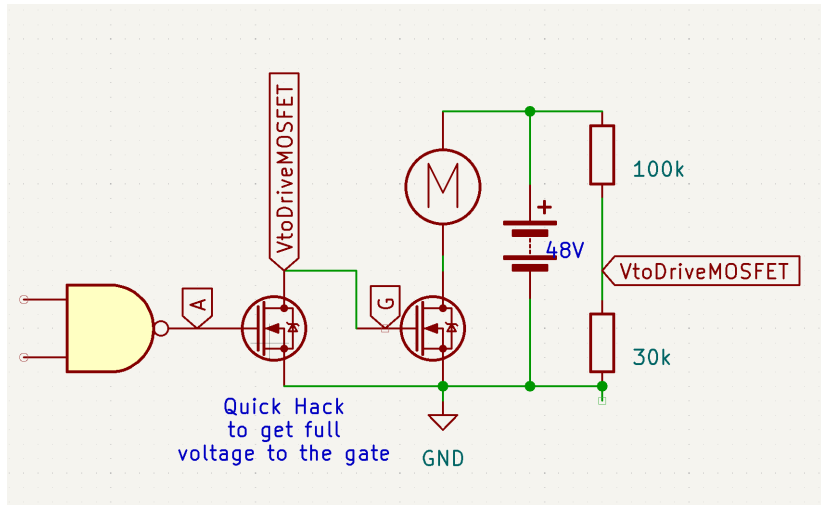 VtoDriveMOSFET
M
100k
+
48V
VtoDriveMOSFET
A
G
30k
Quick Hack
to get full
voltage to the gate
GND